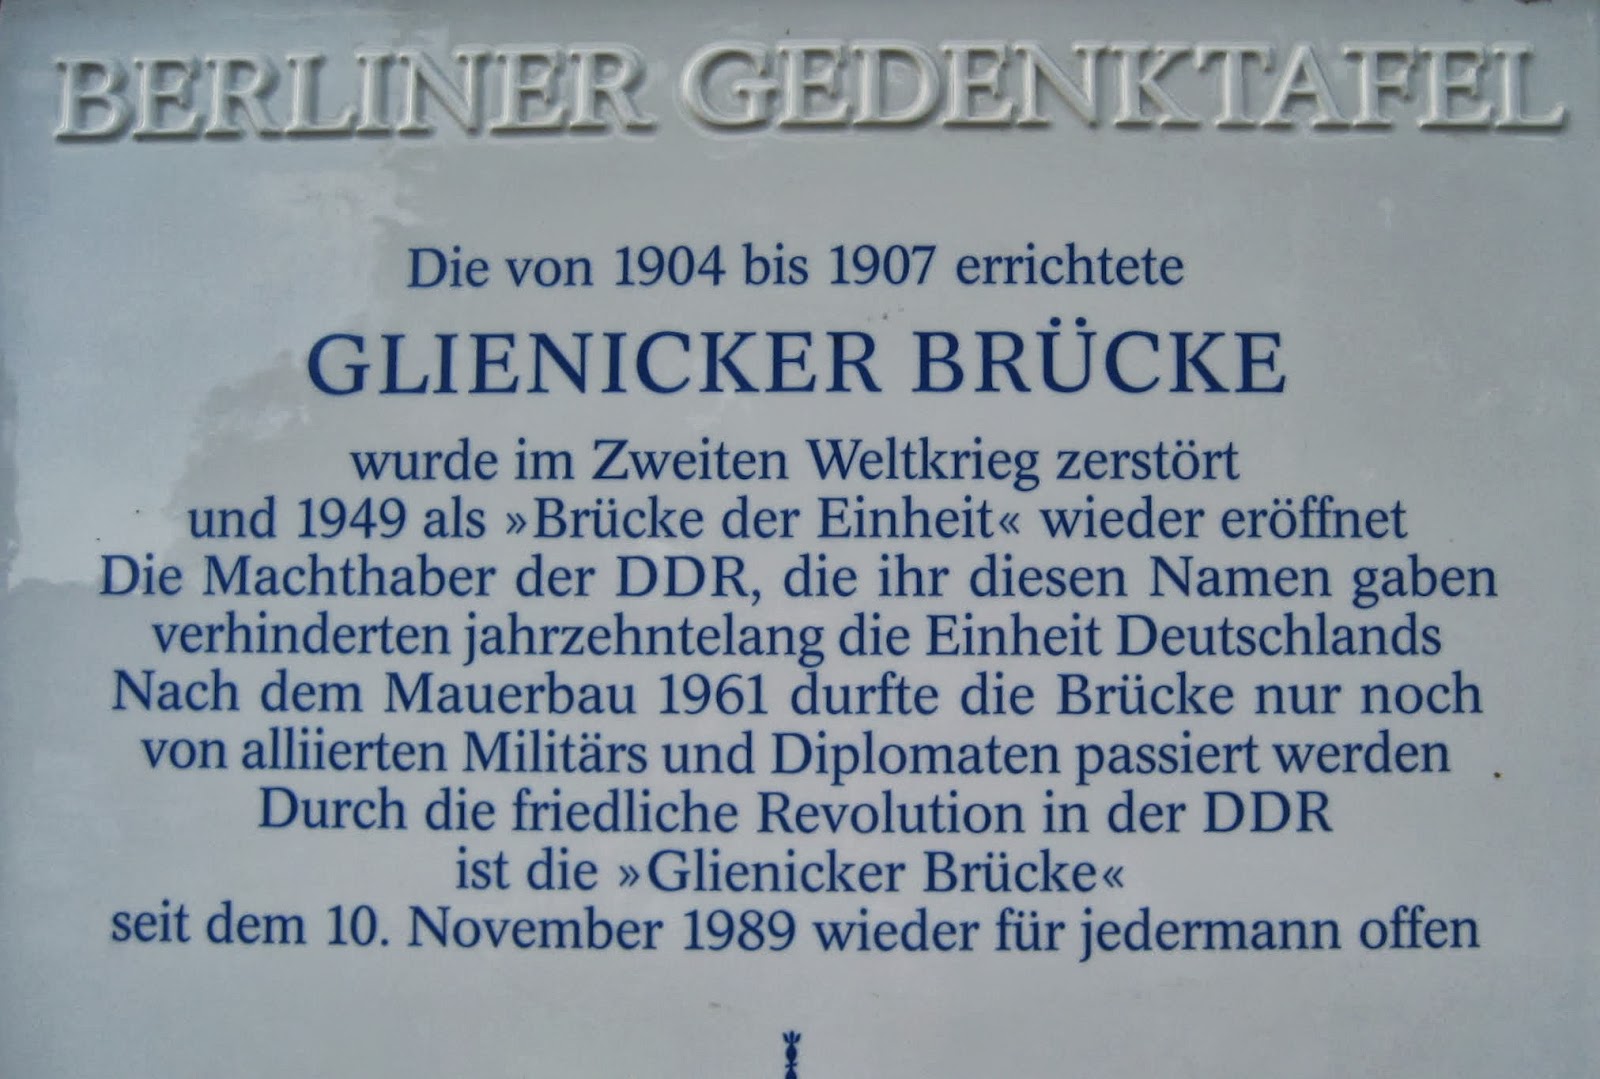 BERLINER GEDENKTAFEL
Die von 1904 bis 1907 errichtete
GLIENICKER BRÜCKE
wurde im Zweiten Weltkrieg zerstört
und 1949 als »Brücke der Einheit« wieder eröffnet
Die Machthaber der DDR, die ihr diesen Namen gaben
verhinderten jahrzehntelang die Einheit Deutschlands
Nach dem Mauerbau 1961 durfte die Brücke nur noch
von alliierten Militärs und Diplomaten passiert werden
Durch die friedliche Revolution in der DDR
ist die »Glienicker Brücke«
seit dem 10. November 1989 wieder für jedermann offen